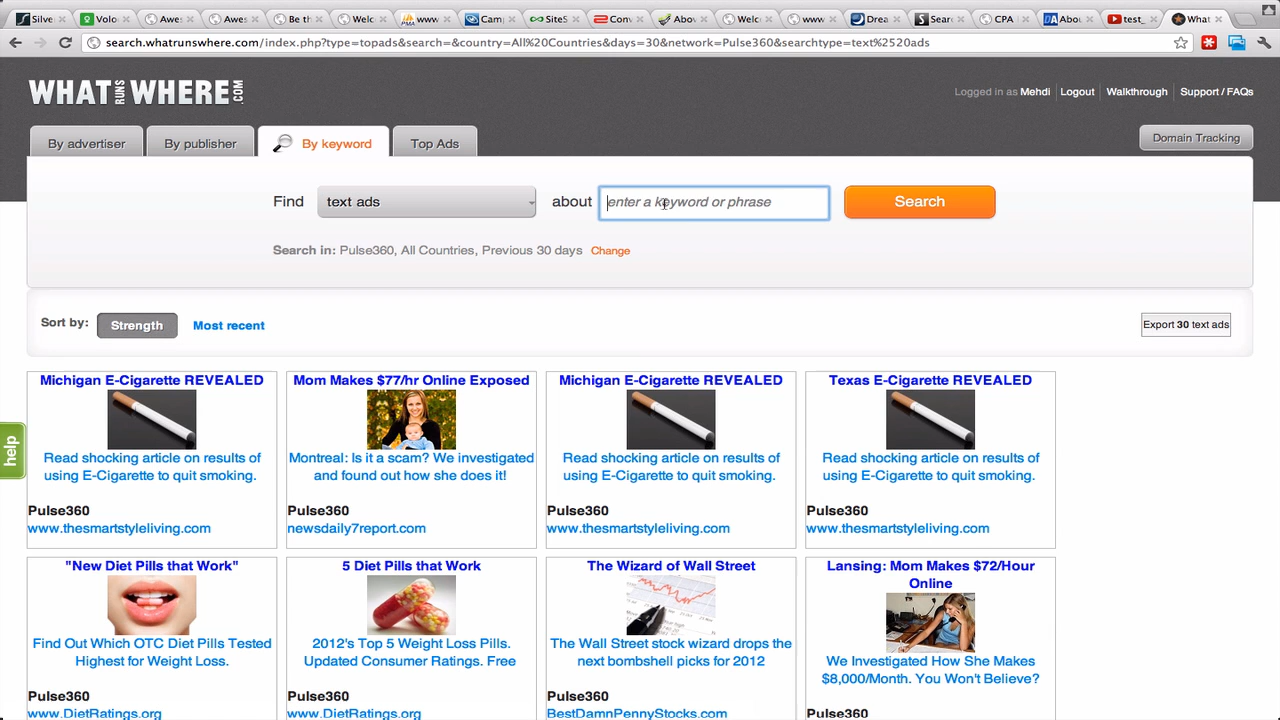 Silve
Volo
Awes
Awes
Be th
Welc
www
Cam
SiteS
Con
Abov
Welc
www
Drea
Sear
CPA
Abou
test_
What
search.whatrunswhere.com/index.php?type=topads&search=&country=All%20Countries&days=30&network=Pulse360&searchtype=text%2520ads
WHAT RUNS WHERE .COM
Logged in as Mehdi Logout Walkthrough Support / FAQs
By advertiser By publisher By keyword Top Ads Domain Tracking
Find text ads about enter a keyword or phrase Search
Search in: Pulse360, All Countries, Previous 30 days Change
Sort by: Strength Most recent Export 30 text ads
help
Michigan E-Cigarette REVEALED
Read shocking article on results of
using E-Cigarette to quit smoking.
Pulse360
www.thesmartstyleliving.com
Mom Makes $77/hr Online Exposed
Montreal: Is it a scam? We investigated
and found out how she does it!
Pulse360
newsdaily7report.com
Michigan E-Cigarette REVEALED
Read shocking article on results of
using E-Cigarette to quit smoking.
Pulse360
www.thesmartstyleliving.com
Texas E-Cigarette REVEALED
Read shocking article on results of
using E-Cigarette to quit smoking.
Pulse360
www.thesmartstyleliving.com
"New Diet Pills that Work"
Find Out Which OTC Diet Pills Tested
Highest for Weight Loss.
Pulse360
www.DietRatings.org
5 Diet Pills that Work
2012's Top 5 Weight Loss Pills.
Updated Consumer Ratings. Free
Pulse360
www.DietRatings.org
The Wizard of Wall Street
The Wall Street stock wizard drops the
next bombshell picks for 2012
Pulse360
BestDamnPennyStocks.com
Lansing: Mom Makes $72/Hour
Online
We Investigated How She Makes
$8,000/Month. You Won't Believe?
Pulse360